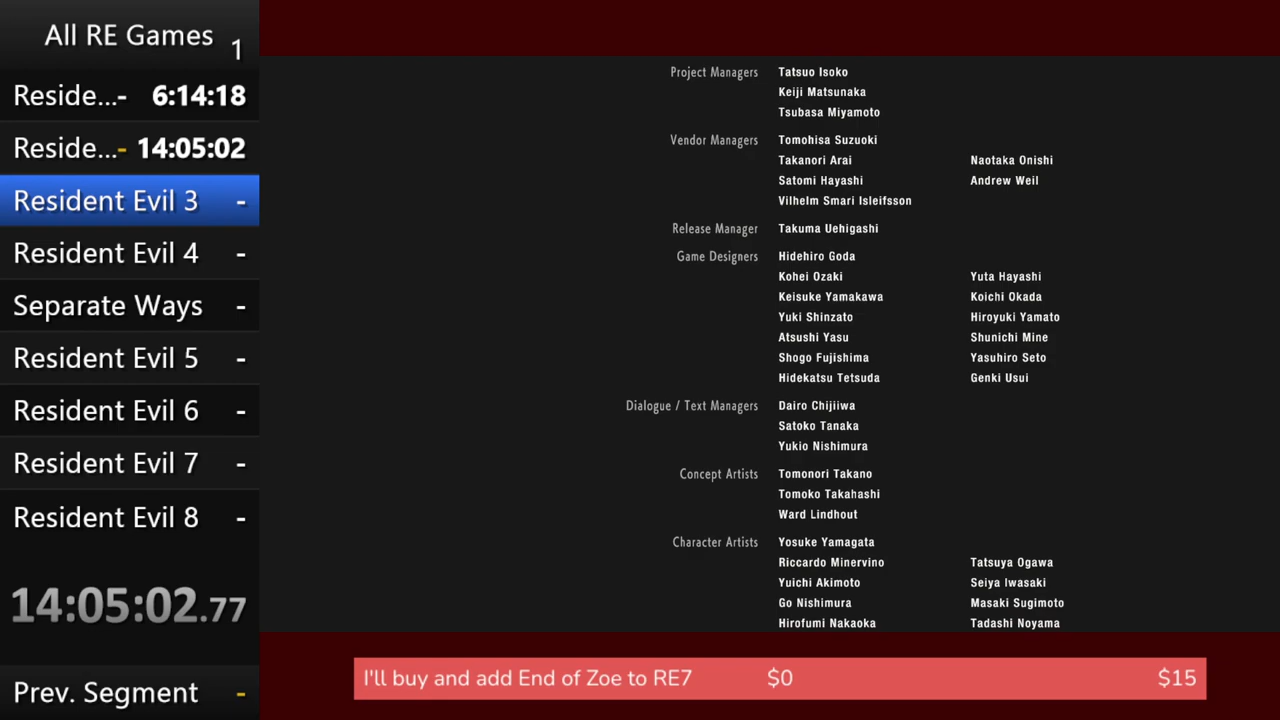 All RE Games
1
Reside...- 6:14:18
Reside...- 14:05:02
Resident Evil 3 -
Resident Evil 4 -
Separate Ways -
Resident Evil 5 -
Resident Evil 6 -
Resident Evil 7 -
Resident Evil 8 -
14:05:02.77
Prev. Segment -
Project Managers Tatsuo Isoko
Keiji Matsunaka
Tsubasa Miyamoto
Vendor Managers Tomohisa Suzuoki
Takanori Arai Naotaka Onishi
Satomi Hayashi Andrew Weil
Vilhelm Smari Isleifsson
Release Manager Takuma Uehigashi
Game Designers Hidehiro Goda
Kohei Ozaki Yuta Hayashi
Keisuke Yamakawa Koichi Okada
Yuki Shinzato Hiroyuki Yamato
Atsushi Yasu Shunichi Mine
Shogo Fujishima Yasuhiro Seto
Hidekatsu Tetsuda Genki Usui
Dialogue / Text Managers Dairo Chijiiwa
Satoko Tanaka
Yukio Nishimura
Concept Artists Tomonori Takano
Tomoko Takahashi
Ward Lindhout
Character Artists Yosuke Yamagata
Riccardo Minervino Tatsuya Ogawa
Yuichi Akimoto Seiya Iwasaki
Go Nishimura Masaki Sugimoto
Hirofumi Nakaoka Tadashi Noyama
I'll buy and add End of Zoe to RE7 $0 $15